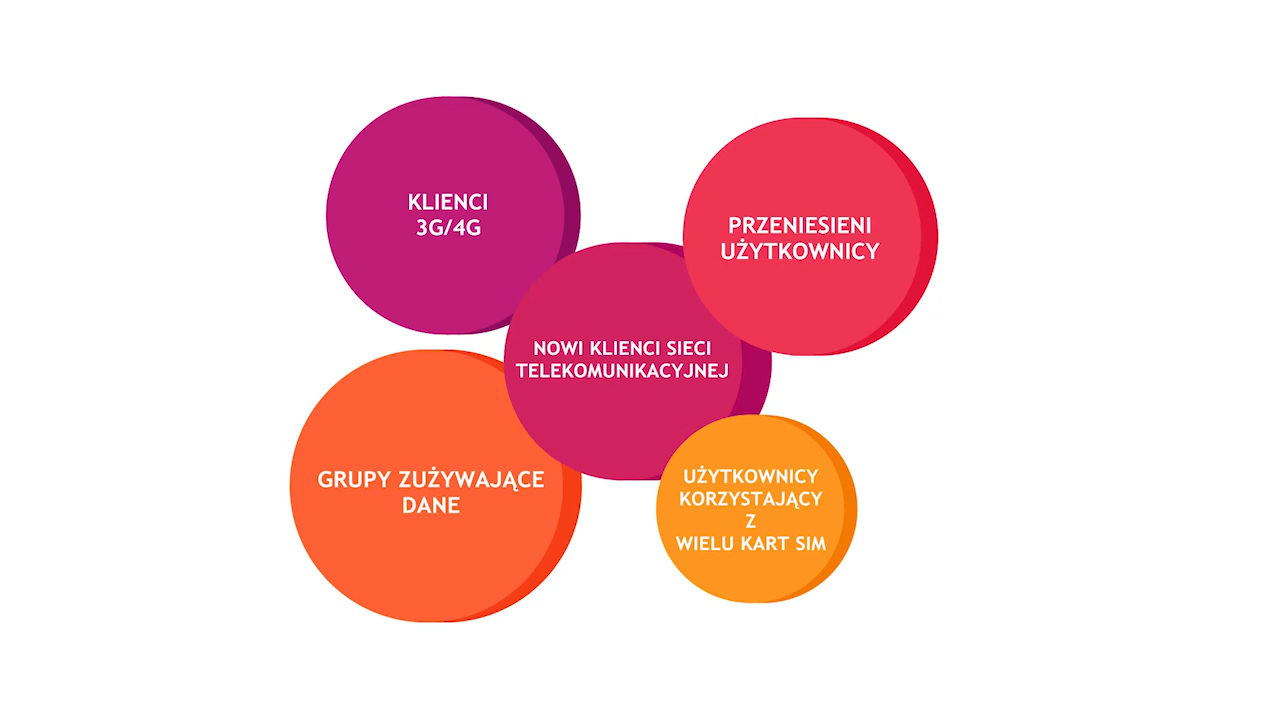 KLIENCI
3G/4G
PRZENIESIENI
UŻYTKOWNICY
NOWI KLIENCI SIECI
TELEKOMUNIKACYJNEJ
GRUPY ZUŻYWAJĄCE
DANE
UŻYTKOWNICY
KORZYSTAJĄCY
Z
WIELU KART SIM